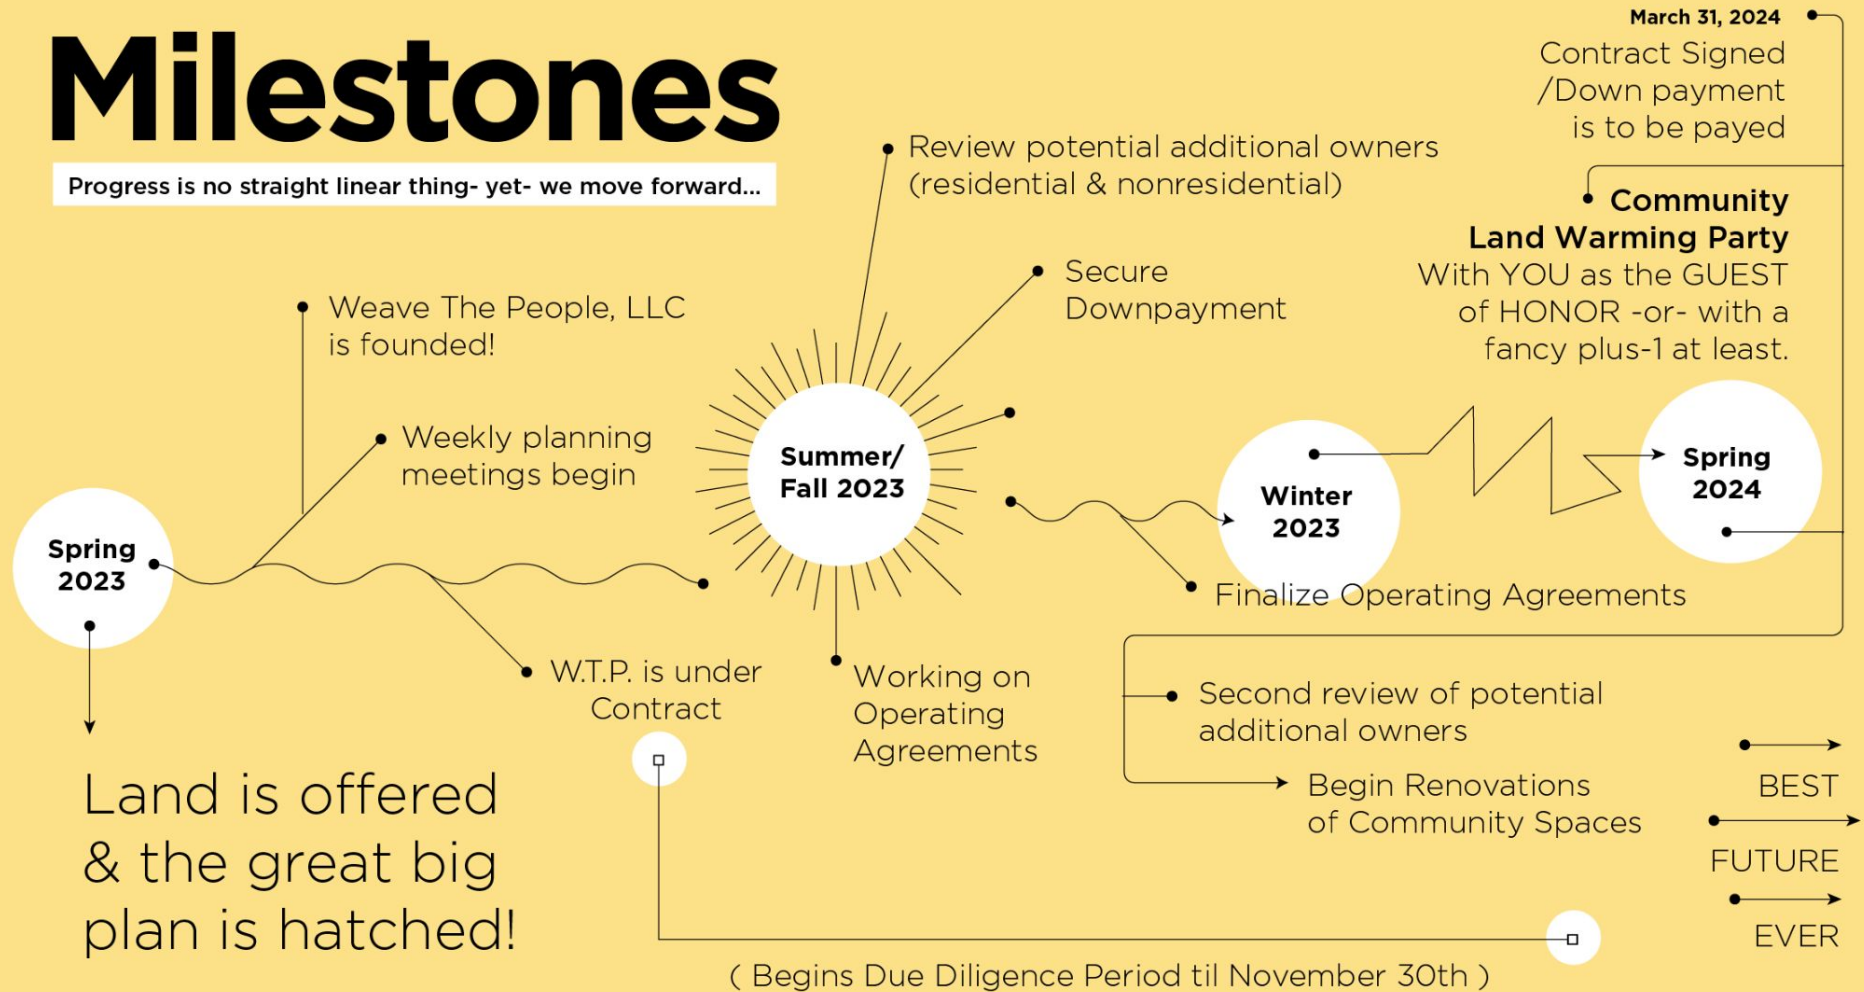 Milestones
Progress is no straight linear thing- yet- we move forward...
Spring
2023
Land is offered
& the great big
plan is hatched!
Weave The People, LLC
is founded!
Weekly planning
meetings begin
W.T.P. is under
Contract
( Begins Due Diligence Period til November 30th )
Summer/
Fall 2023
Review potential additional owners
(residential & nonresidential)
Secure
Downpayment
Working on
Operating
Agreements
Winter
2023
Finalize Operating Agreements
Spring
2024
March 31, 2024
Contract Signed
/Down payment
is to be payed
Community
Land Warming Party
With YOU as the GUEST
of HONOR -or- with a
fancy plus-1 at least.
Second review of potential
additional owners
Begin Renovations
of Community Spaces
BEST
FUTURE
EVER